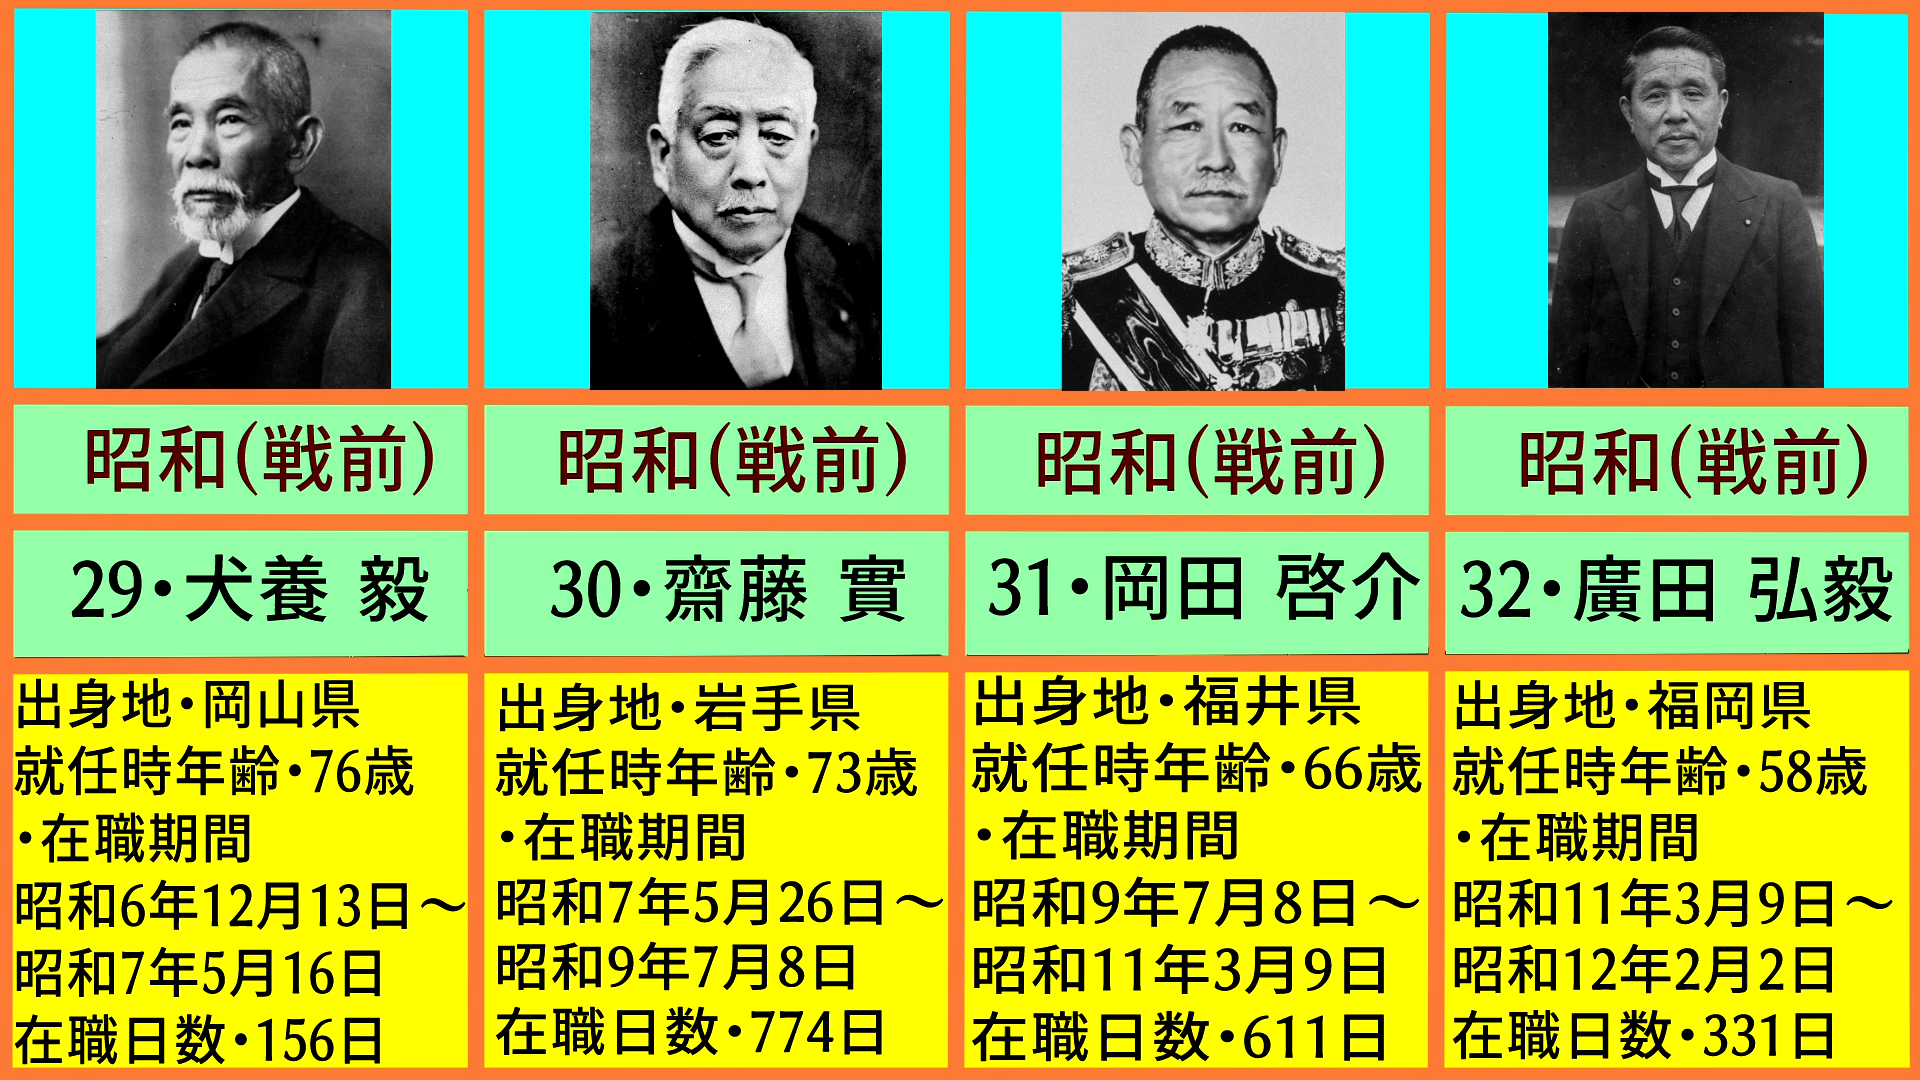 昭和(戦前)
29・犬養 毅
出身地・岡山県
就任時年齢・76歳
・在職期間
昭和6年12月13日～
昭和7年5月16日
在職日数・156日
昭和(戦前)
30・齋藤 實
出身地・岩手県
就任時年齢・73歳
・在職期間
昭和7年5月26日～
昭和9年7月8日
在職日数・774日
昭和(戦前)
31・岡田 啓介
出身地・福井県
就任時年齢・66歳
・在職期間
昭和9年7月8日～
昭和11年3月9日
在職日数・611日
昭和(戦前)
32・廣田 弘毅
出身地・福岡県
就任時年齢・58歳
・在職期間
昭和11年3月9日～
昭和12年2月2日
在職日数・331日